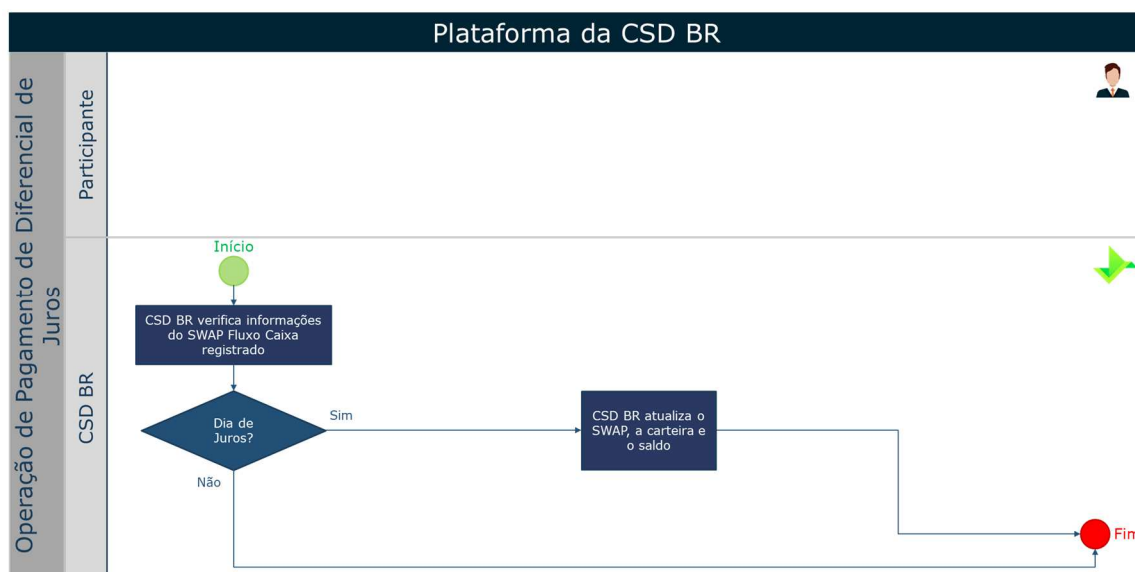 Plataforma da CSD BR
Operação de Pagamento de Diferencial de
Juros
Participante
CSD BR
Início
CSD BR verifica informações
do SWAP Fluxo Caixa
registrado
Dia de
Juros?
Sim
Não
CSD BR atualiza o
SWAP, a carteira e
o saldo
Fim